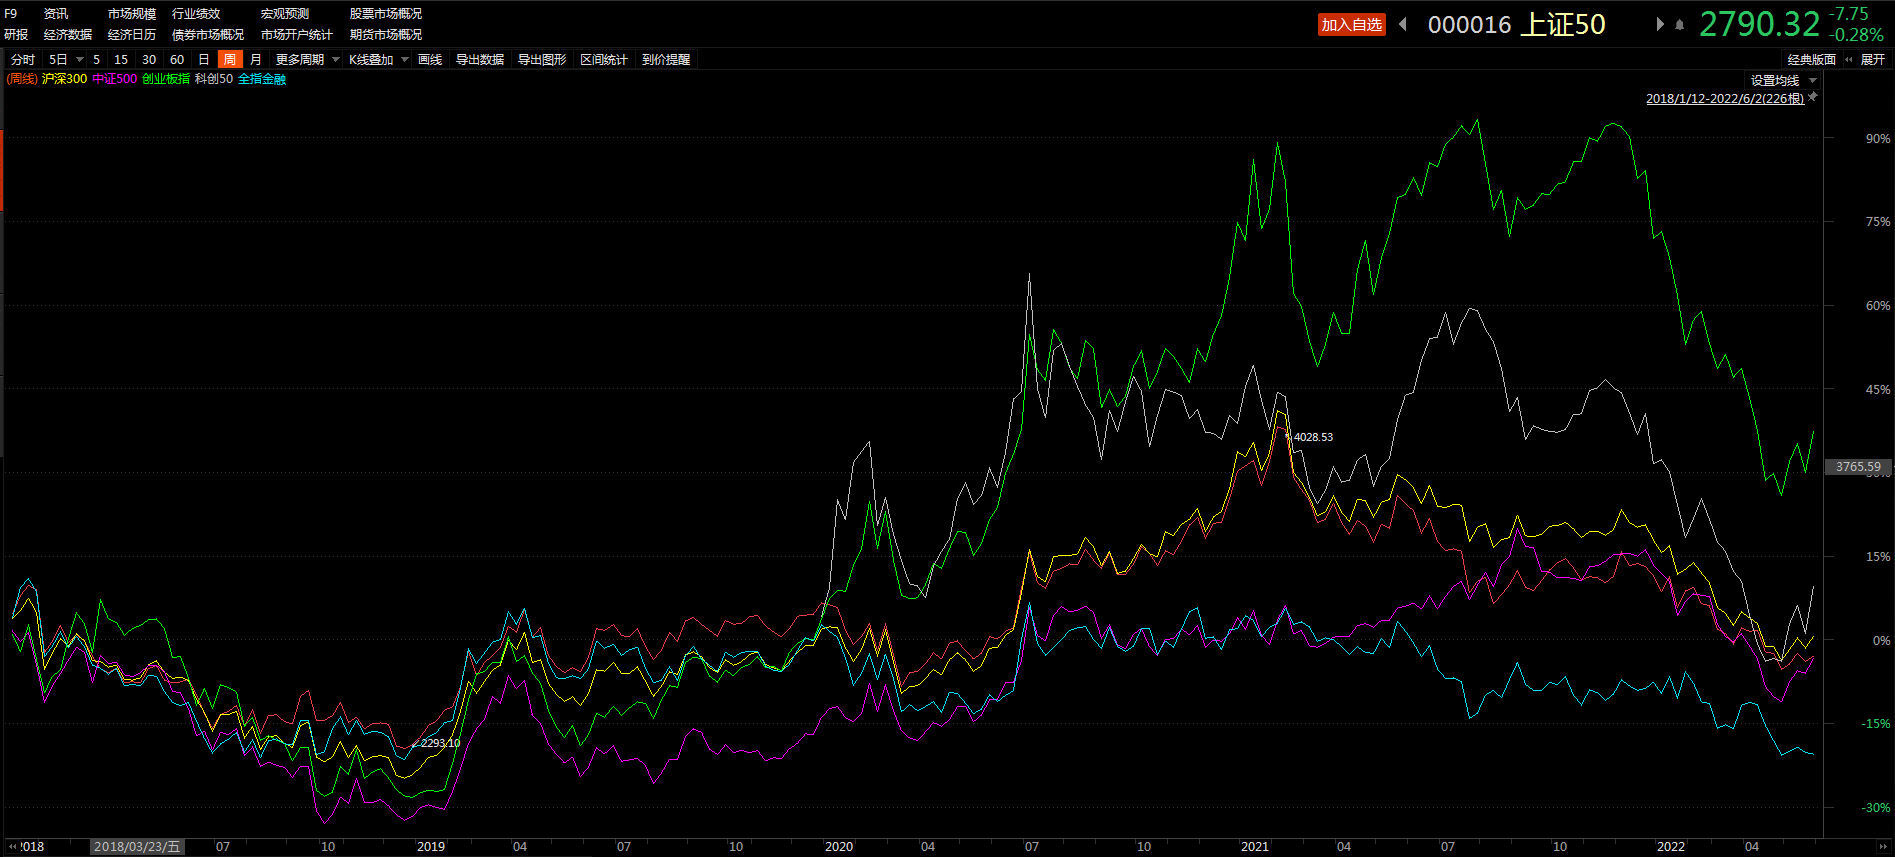 F9 资讯 市场规模 行业绩效 宏观预测 股票市场概况
研报 经济数据 经济日历 债券市场概况 市场开户统计 期货市场概况
加入自选 000016 上证50 2790.32 -7.75
-0.28%
分时 5日 5 15 30 60 日 周 月 更多周期 K线叠加 画线 导出数据 导出图形 区间统计 到价提醒 经典版面 展开
(周线) 沪深300 中证500 创业板指 科创50 全指金融 设置均线
2018/1/12-2022/6/2(226根)
90%
75%
60%
45%
4028.53
3765.59
15%
0%
-15%
2293.10
-30%
2018 2018/03/23/五 07 10 2019 04 07 10 2020 04 07 10 2021 04 07 10 2022 04